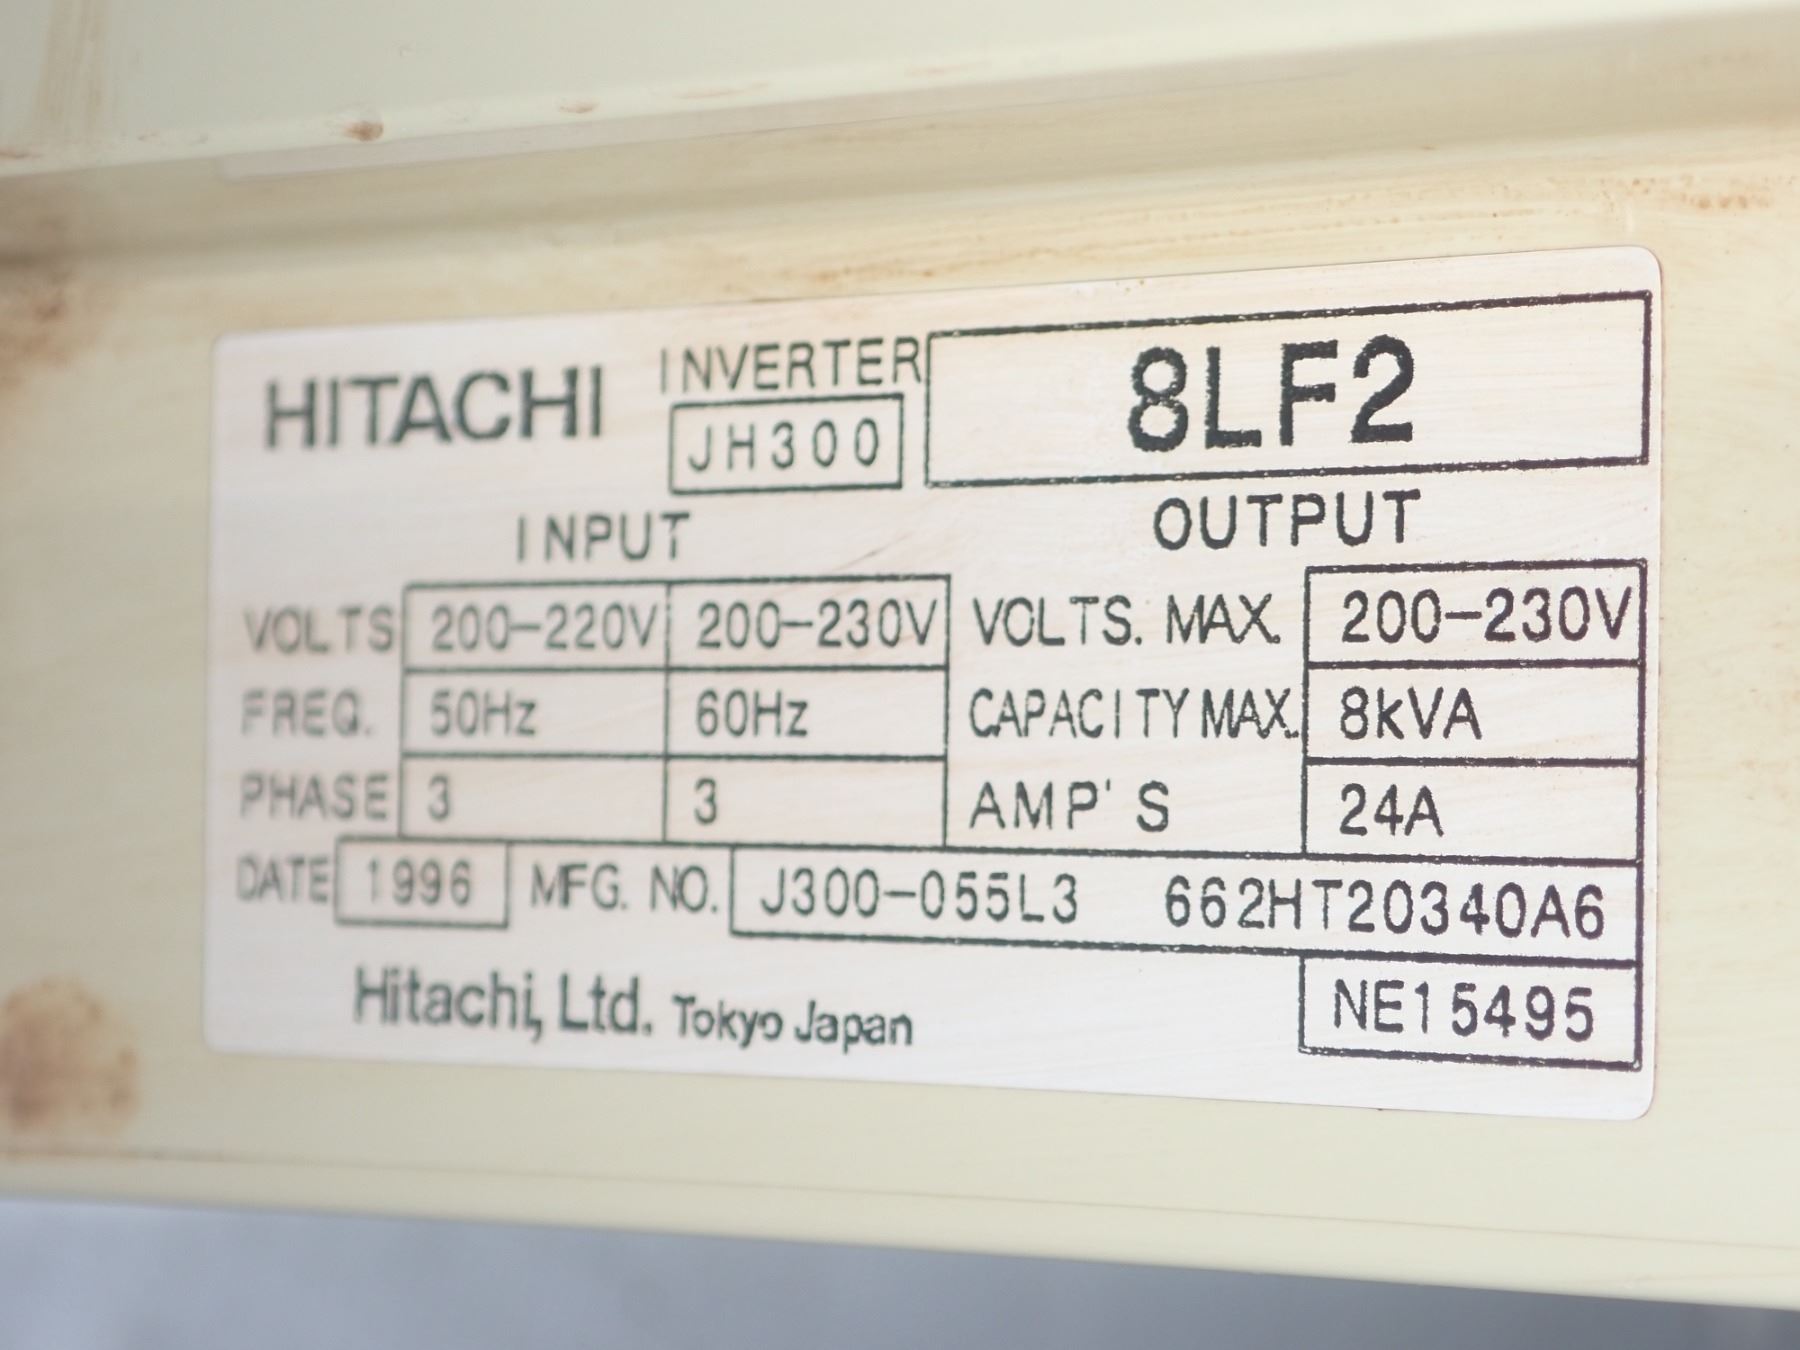 HITACHI INVERTER JH300 8LF2
INPUT OUTPUT
VOLTS 200-220V 200-230V VOLTS. MAX. 200-230V
FREQ. 50Hz 60Hz CAPACITY MAX. 8kVA
PHASE 3 3 AMP'S 24A
DATE 1996 MFG. NO. J300-055L3 662HT20340A6
NE15495
Hitachi, Ltd. Tokyo Japan